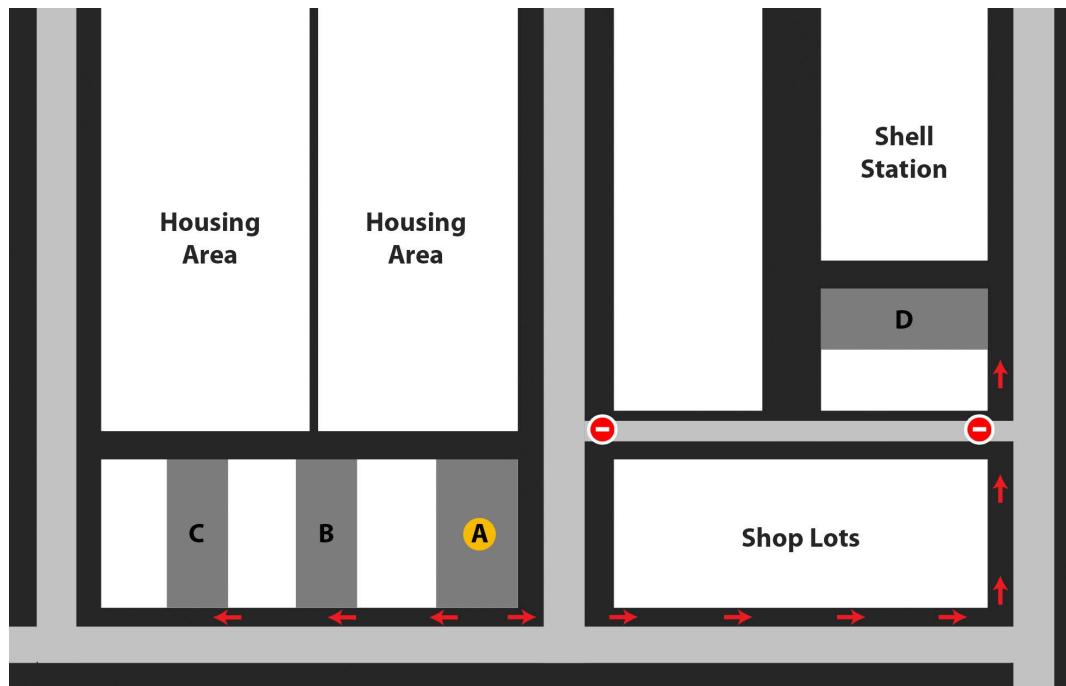 Shell
Station
Housing
Area
Housing
Area
D
C
B
A
Shop Lots